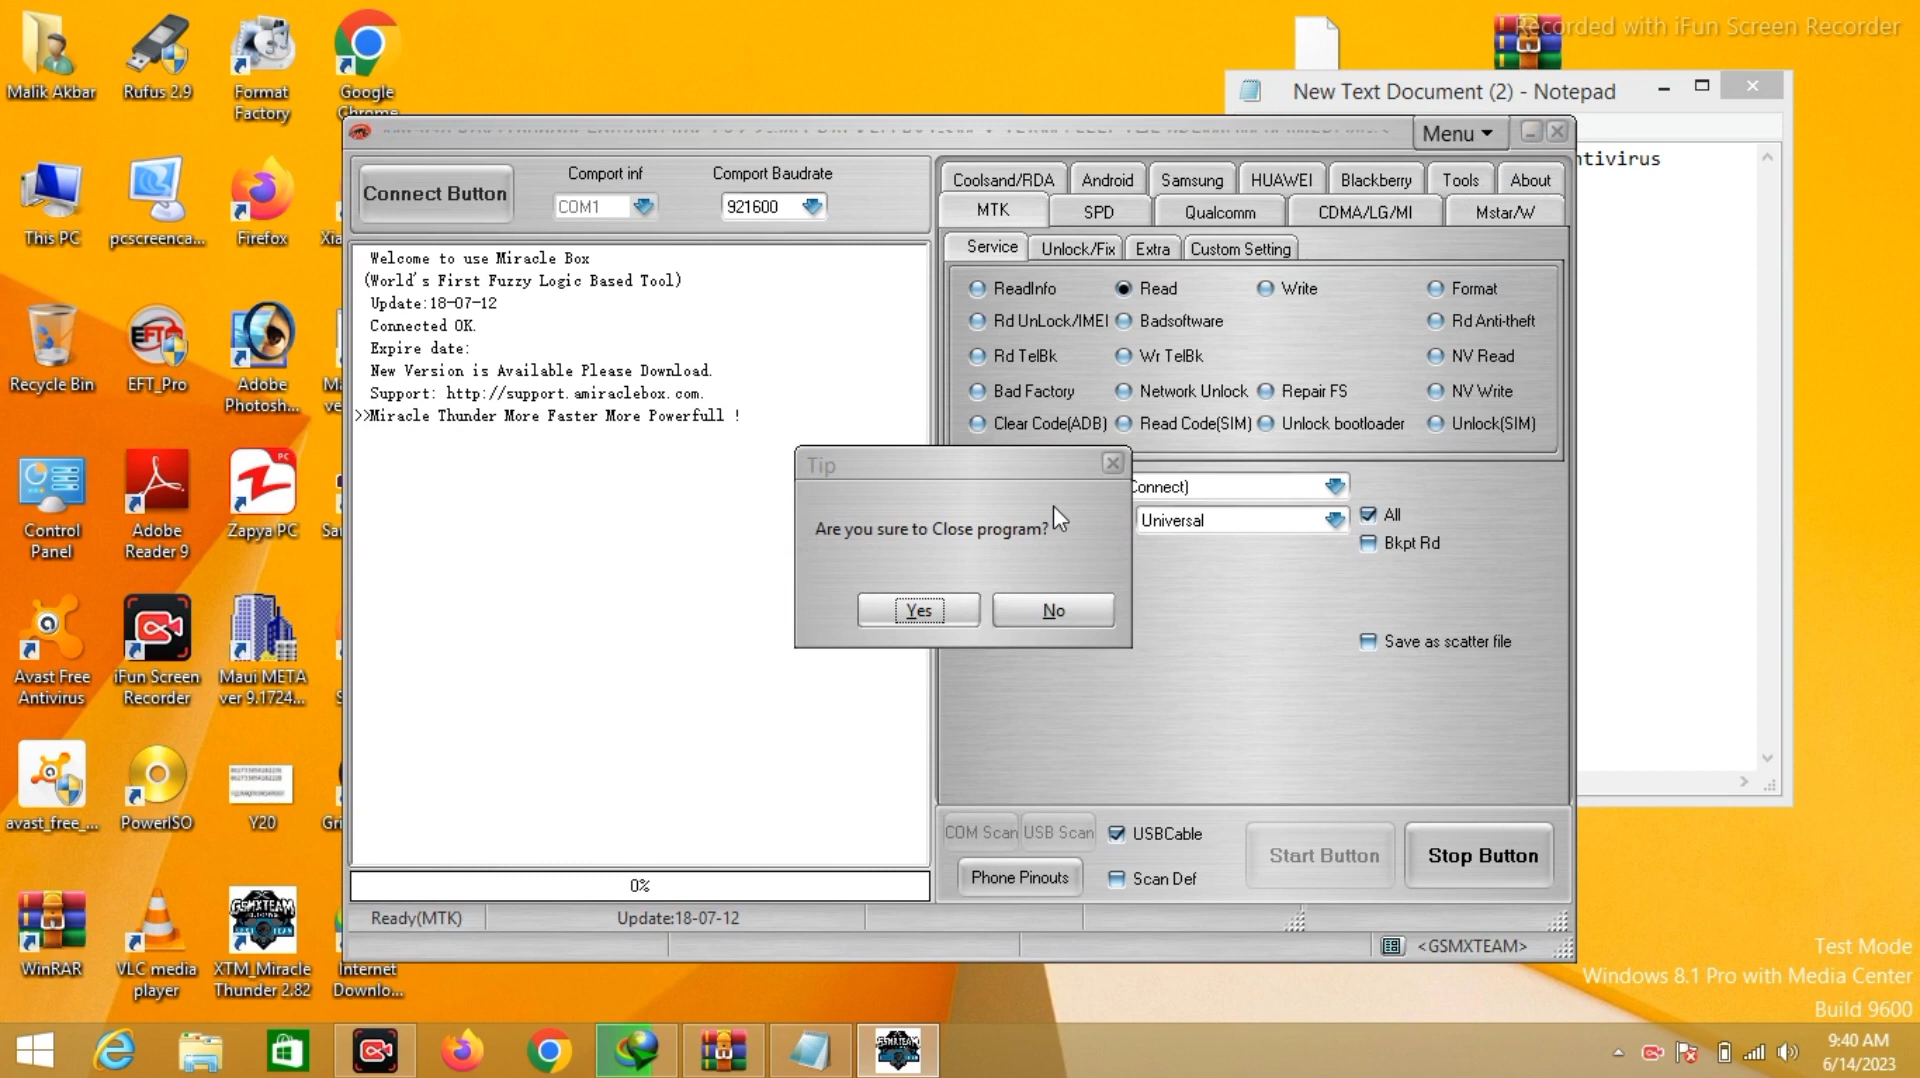 Recorded with iFun Screen Recorder
Malik Akbar
Rufus 2.9
Format
Factory
Google
Chrome
This PC
pcscreenca...
Firefox
Recycle Bin
EFT_Pro
Adobe
Photosh...
Control
Panel
Adobe
Reader 9
Zapya PC
Avast Free
Antivirus
iFun Screen
Recorder
Maui META
ver 9.1724...
avast_free_...
PowerISO
Y20
WinRAR
VLC media
player
XTM_Miracle
Thunder 2.82
Internet
Downlo...
New Text Document (2) - Notepad
ntivirus
Menu
Connect Button
Comport inf
COM1
Comport Baudrate
921600
Welcome to use Miracle Box
(World's First Fuzzy Logic Based Tool)
Update:18-07-12
Connected OK.
Expire date:
New Version is Available Please Download.
Support: http://support.amiraclebox.com.
>>Miracle Thunder More Faster More Powerfull !
Coolsand/RDA Android Samsung HUAWEI Blackberry Tools About
MTK SPD Qualcomm CDMA/LG/MI Mstar/W
Service Unlock/Fix Extra Custom Setting
ReadInfo Read Write Format
Rd UnLock/IMEI Badsoftware Rd Anti-theft
Rd TelBk Wr TelBk NV Read
Bad Factory Network Unlock Repair FS NV Write
Clear Code(ADB) Read Code(SIM) Unlock bootloader Unlock(SIM)
Connect)
Universal
All
Bkpt Rd
Save as scatter file
Tip
Are you sure to Close program?
Yes No
COM Scan USB Scan USBCable
Phone Pinouts Scan Def
Start Button Stop Button
0%
Ready(MTK) Update:18-07-12
<GSMXTEAM>
Test Mode
Windows 8.1 Pro with Media Center
Build 9600
9:40 AM
6/14/2023